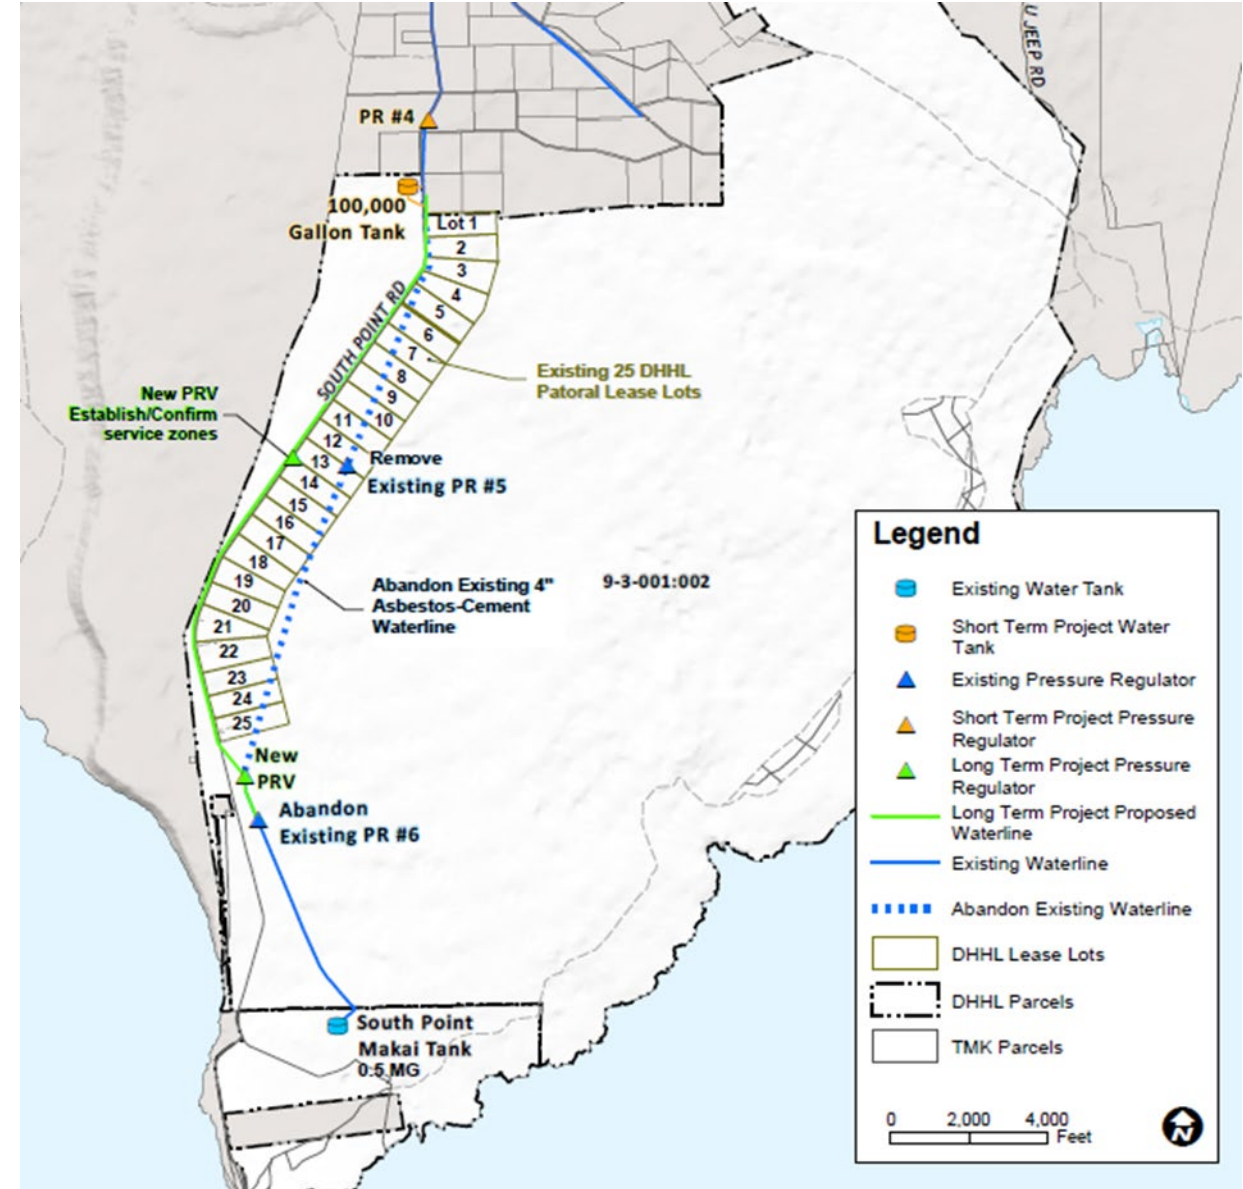 U JEEP RD
PR #4
100,000
Gallon Tank
Lot 1
2
3
4
5
6
7
8
9
10
11
12
13
14
15
16
17
18
19
20
21
22
23
24
25
SOUTH POINT RD
Existing 25 DHHL
Patoral Lease Lots
New PRV
Establish/Confirm
service zones
Remove
Existing PR #5
Abandon Existing 4"
Asbestos-Cement
Waterline
9-3-001:002
New
PRV
Abandon
Existing PR #6
South Point
Makai Tank
0.5 MG
Legend
Existing Water Tank
Short Term Project Water
Tank
Existing Pressure Regulator
Short Term Project Pressure
Regulator
Long Term Project Pressure
Regulator
Long Term Project Proposed
Waterline
Existing Waterline
Abandon Existing Waterline
DHHL Lease Lots
DHHL Parcels
TMK Parcels
0 2,000 4,000
Feet
N